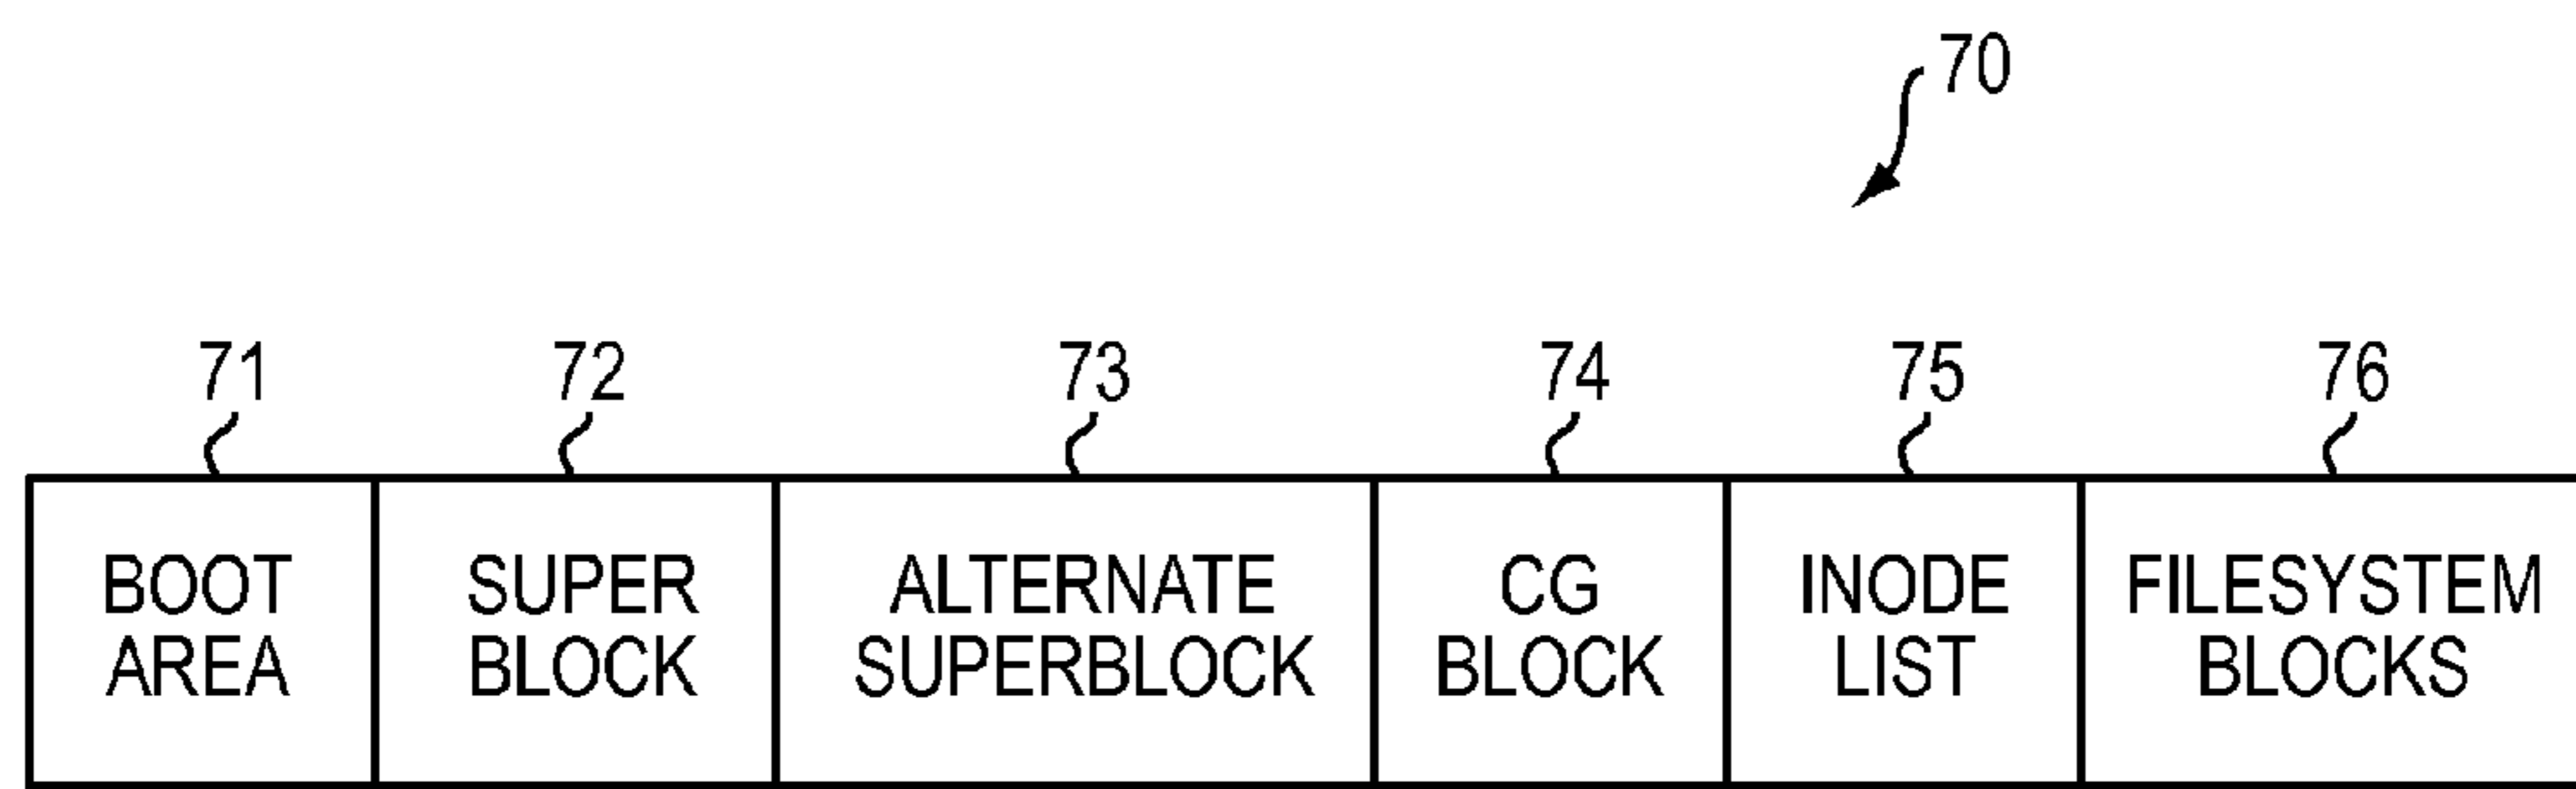 70
71 72 73 74 75 76
BOOT AREA
SUPER BLOCK
ALTERNATE SUPERBLOCK
CG BLOCK
INODE LIST
FILESYSTEM BLOCKS